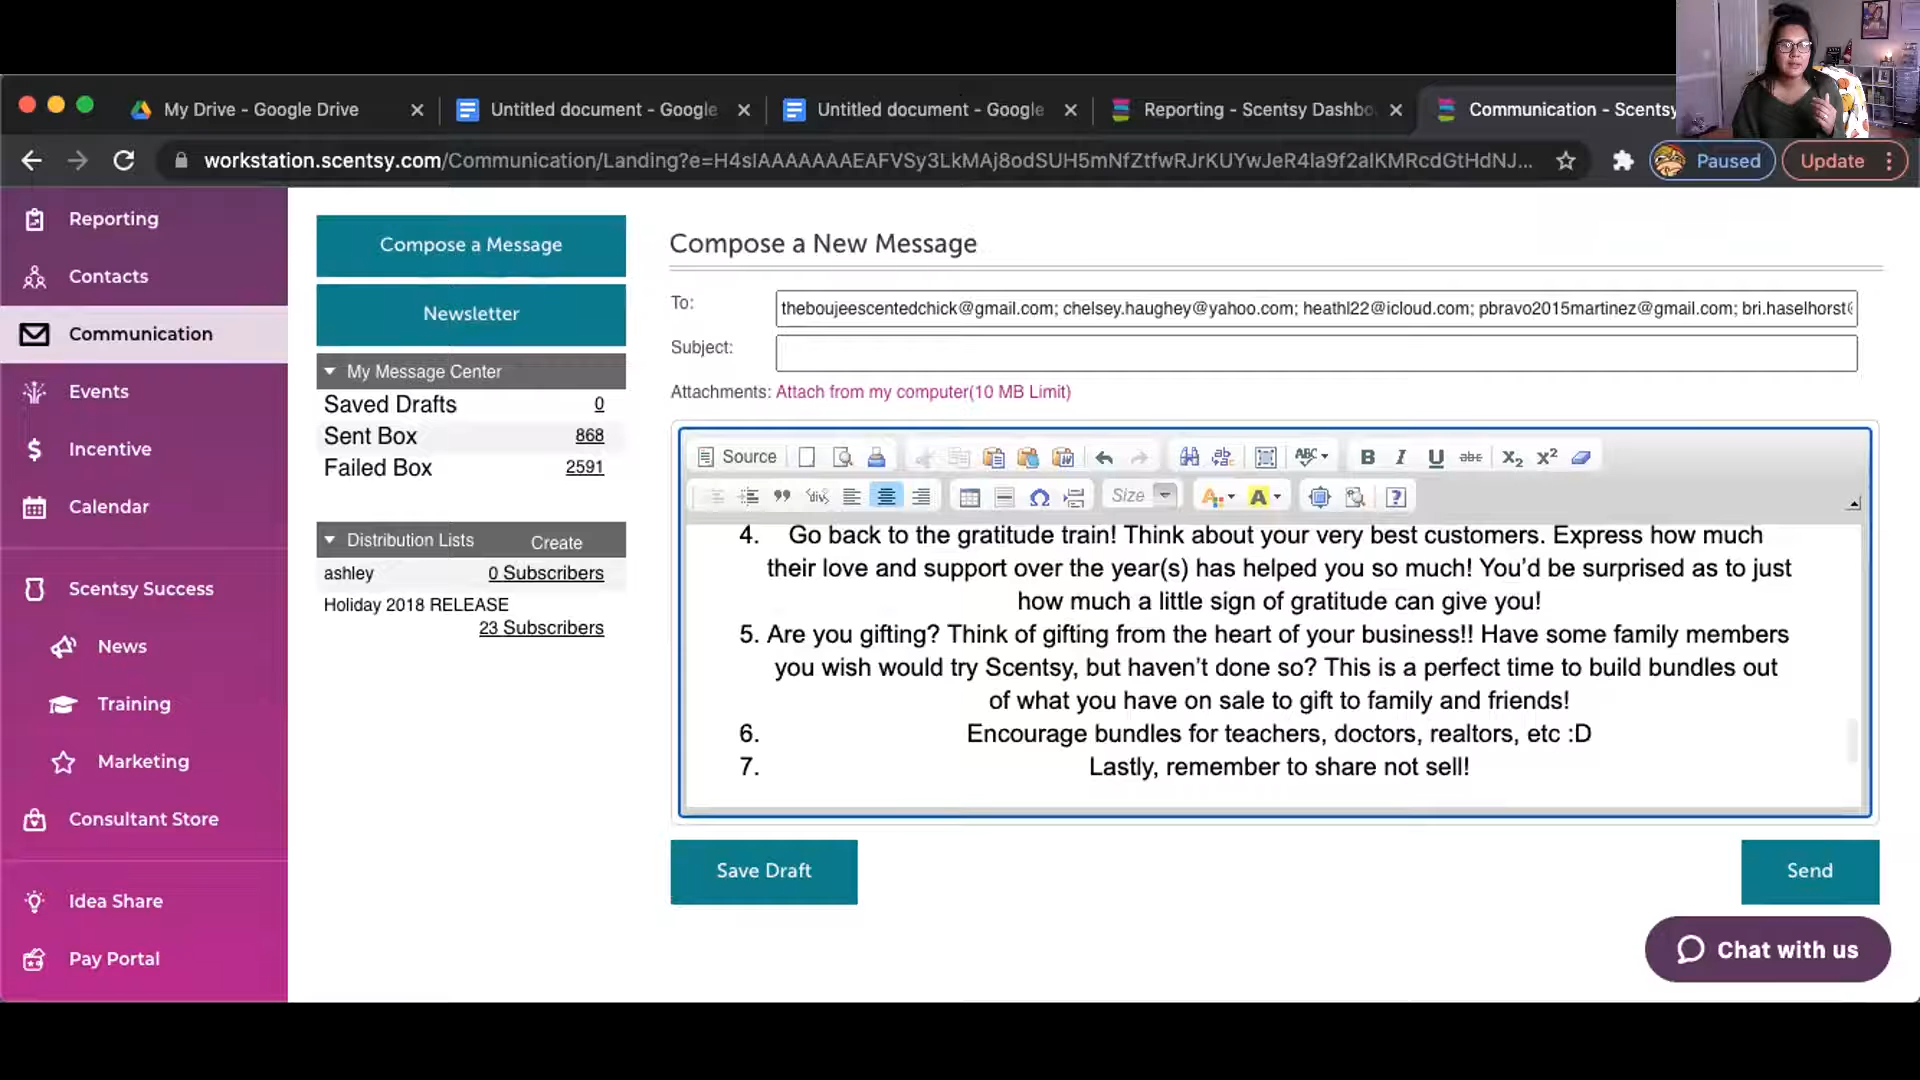 My Drive - Google Drive
Untitled document - Google
Untitled document - Google
Reporting - Scentsy Dashbo
Communication - Scentsy
workstation.scentsy.com/Communication/Landing?e=H4sIAAAAAAAEAFVSy3LkMAj8odSUH5mNfZtfwRJrKUYwJeR4Ia9f2alKMRcdGtHdNJ...
Paused
Update
Reporting
Contacts
Communication
Events
Incentive
Calendar
Scentsy Success
News
Training
Marketing
Consultant Store
Idea Share
Pay Portal
Compose a Message
Newsletter
My Message Center
Saved Drafts 0
Sent Box 868
Failed Box 2591
Distribution Lists Create
ashley 0 Subscribers
Holiday 2018 RELEASE
23 Subscribers
Compose a New Message
To: theboujeescentedchick@gmail.com; chelsey.haughey@yahoo.com; heathl22@icloud.com; pbravo2015martinez@gmail.com; bri.haselhorst
Subject:
Attachments: Attach from my computer(10 MB Limit)
Source
ABC
B I U abc X₂ X²
div
Size
A
A
4. Go back to the gratitude train! Think about your very best customers. Express how much
their love and support over the year(s) has helped you so much! You’d be surprised as to just
how much a little sign of gratitude can give you!
5. Are you gifting? Think of gifting from the heart of your business!! Have some family members
you wish would try Scentsy, but haven’t done so? This is a perfect time to build bundles out
of what you have on sale to gift to family and friends!
6. Encourage bundles for teachers, doctors, realtors, etc :D
7. Lastly, remember to share not sell!
Save Draft
Send
Chat with us